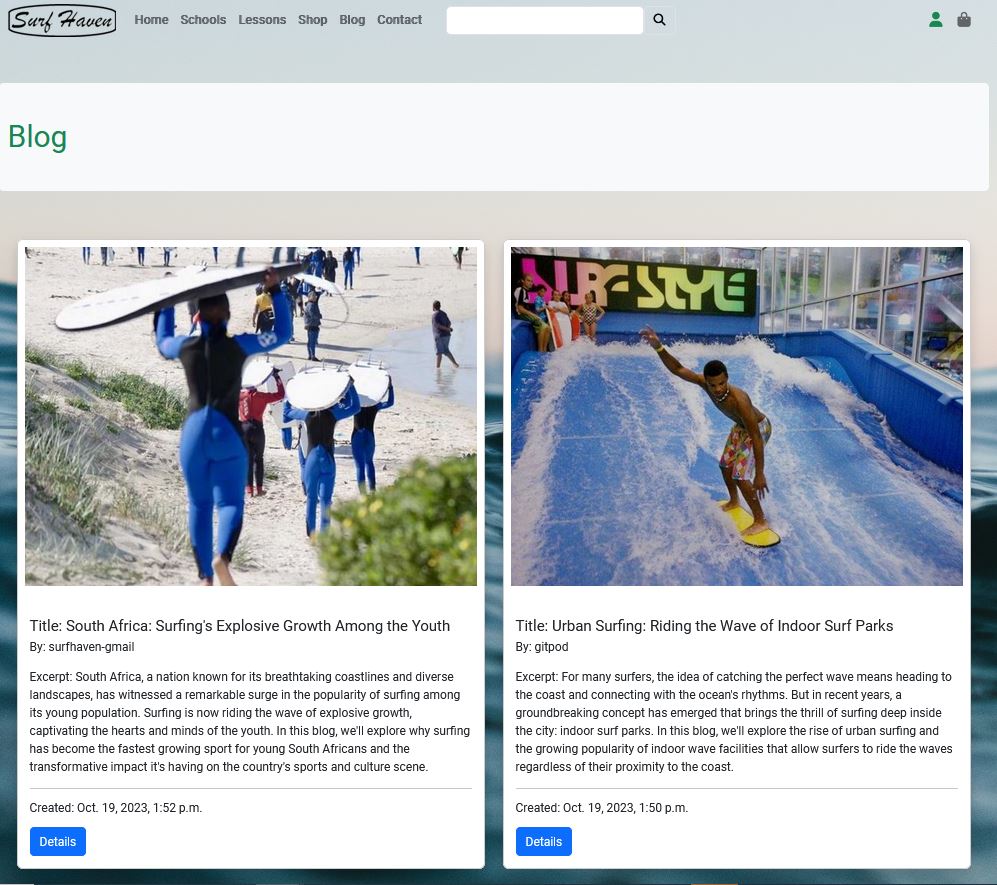 Surf Haven Home Schools Lessons Shop Blog Contact
Blog
SURF STYLE
Title: South Africa: Surfing's Explosive Growth Among the Youth
By: surfhaven-gmail
Excerpt: South Africa, a nation known for its breathtaking coastlines and diverse
landscapes, has witnessed a remarkable surge in the popularity of surfing among
its young population. Surfing is now riding the wave of explosive growth,
captivating the hearts and minds of the youth. In this blog, we'll explore why surfing
has become the fastest growing sport for young South Africans and the
transformative impact it's having on the country's sports and culture scene.
Created: Oct. 19, 2023, 1:52 p.m.
Details
Title: Urban Surfing: Riding the Wave of Indoor Surf Parks
By: gitpod
Excerpt: For many surfers, the idea of catching the perfect wave means heading to
the coast and connecting with the ocean's rhythms. But in recent years, a
groundbreaking concept has emerged that brings the thrill of surfing deep inside
the city: indoor surf parks. In this blog, we'll explore the rise of urban surfing and
the growing popularity of indoor wave facilities that allow surfers to ride the waves
regardless of their proximity to the coast.
Created: Oct. 19, 2023, 1:50 p.m.
Details